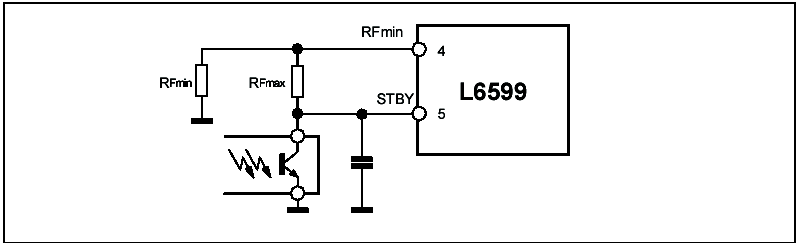 RFmin
4
RFmin
RFmax
STBY
5
L6599